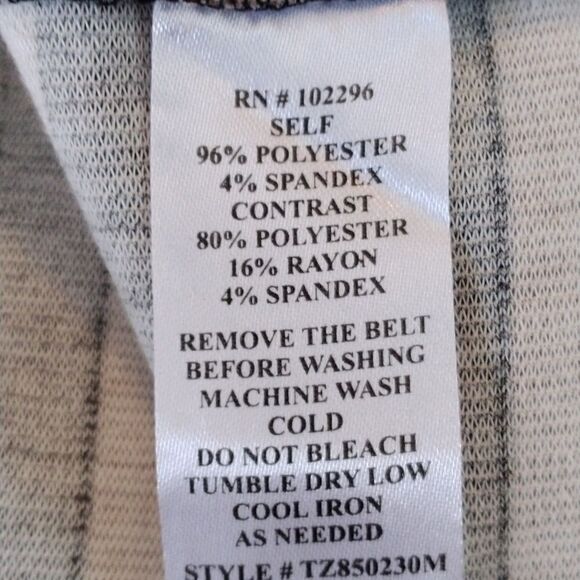 RN # 102296
SELF
96% POLYESTER
4% SPANDEX
CONTRAST
80% POLYESTER
16% RAYON
4% SPANDEX
REMOVE THE BELT
BEFORE WASHING
MACHINE WASH
COLD
DO NOT BLEACH
TUMBLE DRY LOW
COOL IRON
AS NEEDED
STYLE # TZ850230M